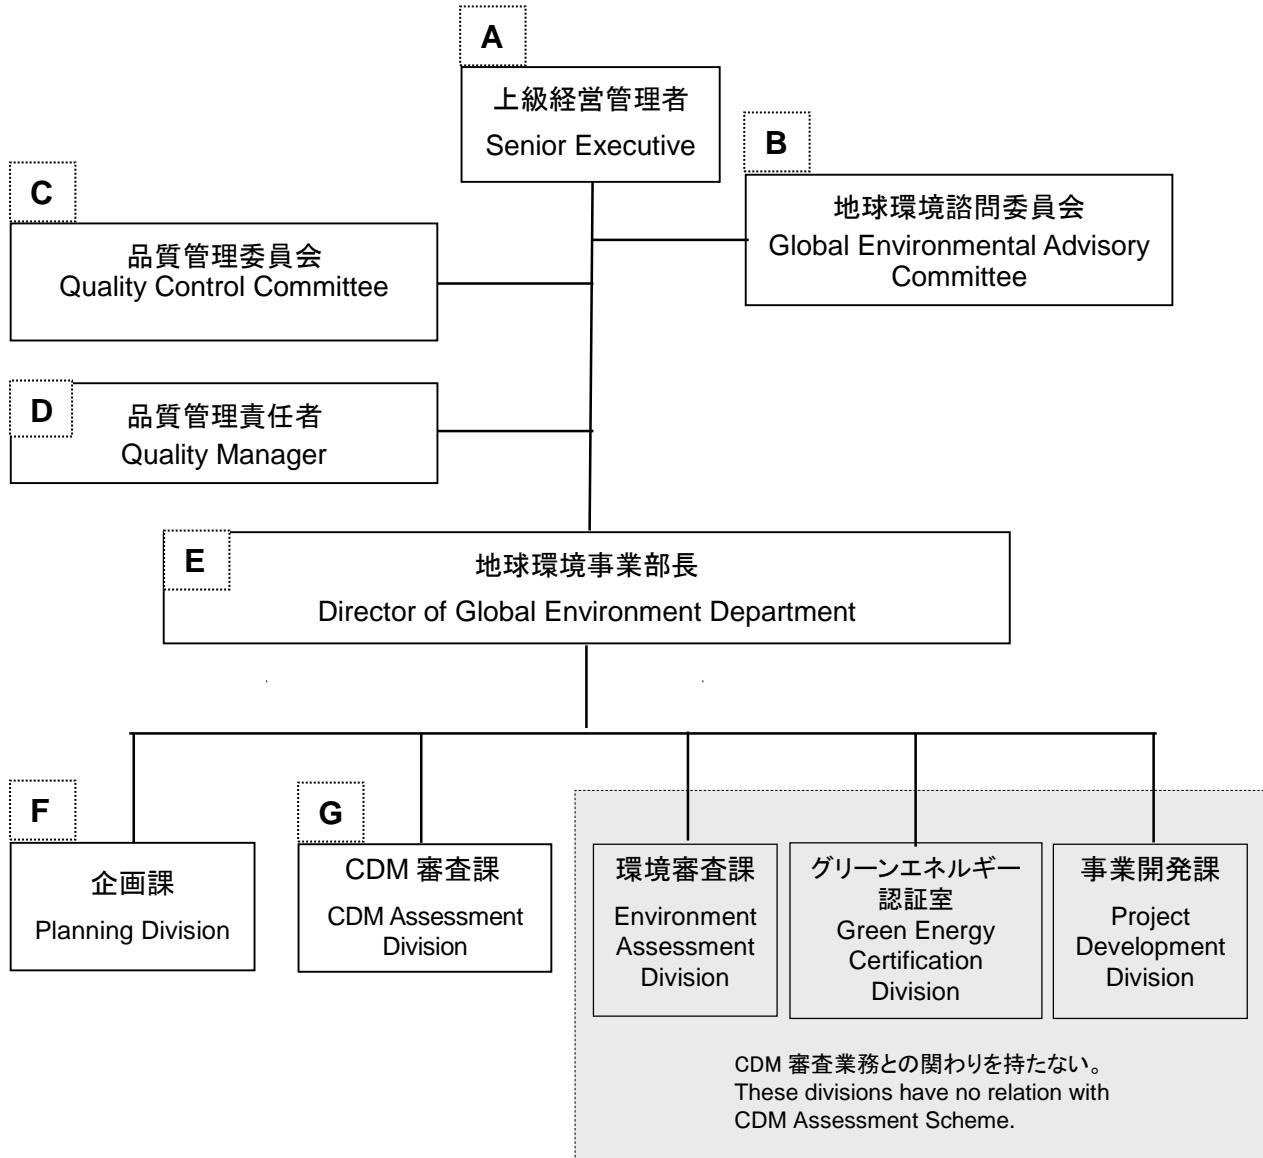 A
上級経営管理者
Senior Executive
B
地球環境諮問委員会
Global Environmental Advisory
Committee
C
品質管理委員会
Quality Control Committee
D
品質管理責任者
Quality Manager
E
地球環境事業部長
Director of Global Environment Department
F
企画課
Planning Division
G
CDM 審査課
CDM Assessment
Division
環境審査課
Environment
Assessment
Division
グリーンエネルギー
認証室
Green Energy
Certification
Division
事業開発課
Project
Development
Division
CDM 審査業務との関わりを持たない。
These divisions have no relation with
CDM Assessment Scheme.